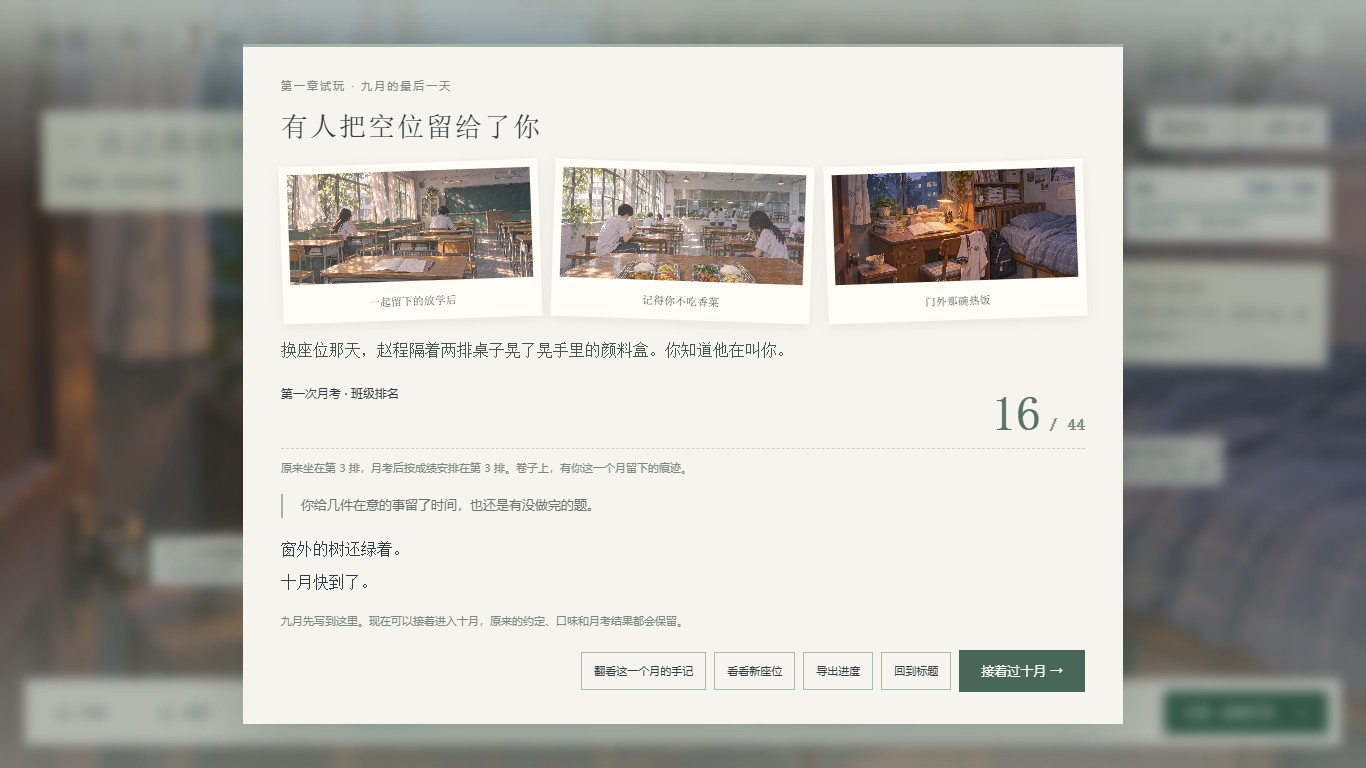 第一章试玩 · 九月的最后一天
有人把空位留给了你
一起留下的放学后
记得你不吃香菜
门外那碗热饭
换座位那天，赵程隔着两排桌子晃了晃手里的颜料盒。你知道他在叫你。
第一次月考 · 班级排名
16 / 44
原来坐在第 3 排，月考后按成绩安排在第 3 排。卷子上，有你这一个月留下的痕迹。
你给几件在意的事留了时间，也还是有没做完的题。
窗外的树还绿着。
十月快到了。
九月先写到这里。现在可以接着进入十月，原来的约定、口味和月考结果都会保留。
翻看这一个月的手记
看看新座位
导出进度
回到标题
接着过十月 →